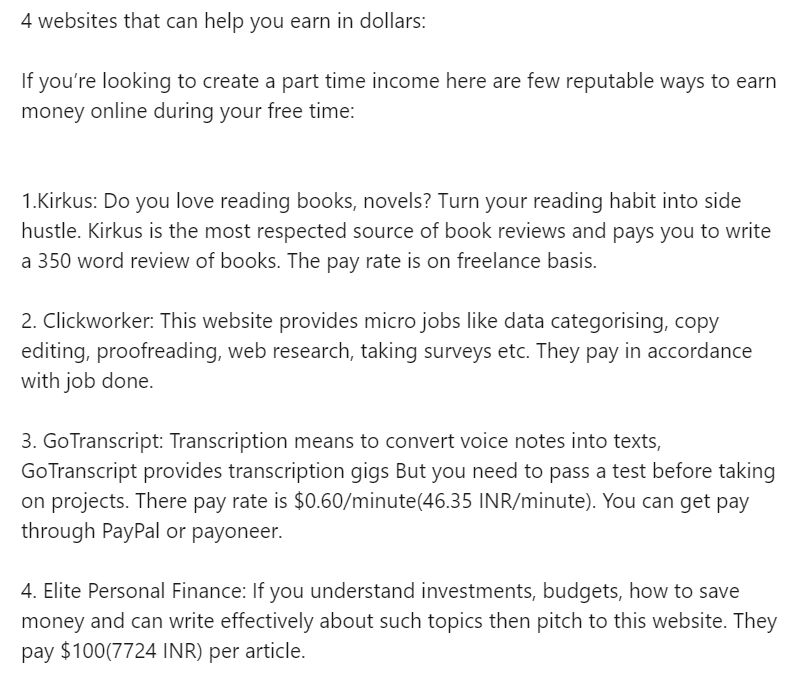 4 websites that can help you earn in dollars:
If you're looking to create a part time income here are few reputable ways to earn
money online during your free time:
1.Kirkus: Do you love reading books, novels? Turn your reading habit into side
hustle. Kirkus is the most respected source of book reviews and pays you to write
a 350 word review of books. The pay rate is on freelance basis.
2. Clickworker: This website provides micro jobs like data categorising, copy
editing, proofreading, web research, taking surveys etc. They pay in accordance
with job done.
3. GoTranscript: Transcription means to convert voice notes into texts,
GoTranscript provides transcription gigs But you need to pass a test before taking
on projects. There pay rate is $0.60/minute(46.35 INR/minute). You can get pay
through PayPal or payoneer.
4. Elite Personal Finance: If you understand investments, budgets, how to save
money and can write effectively about such topics then pitch to this website. They
pay $100(7724 INR) per article.